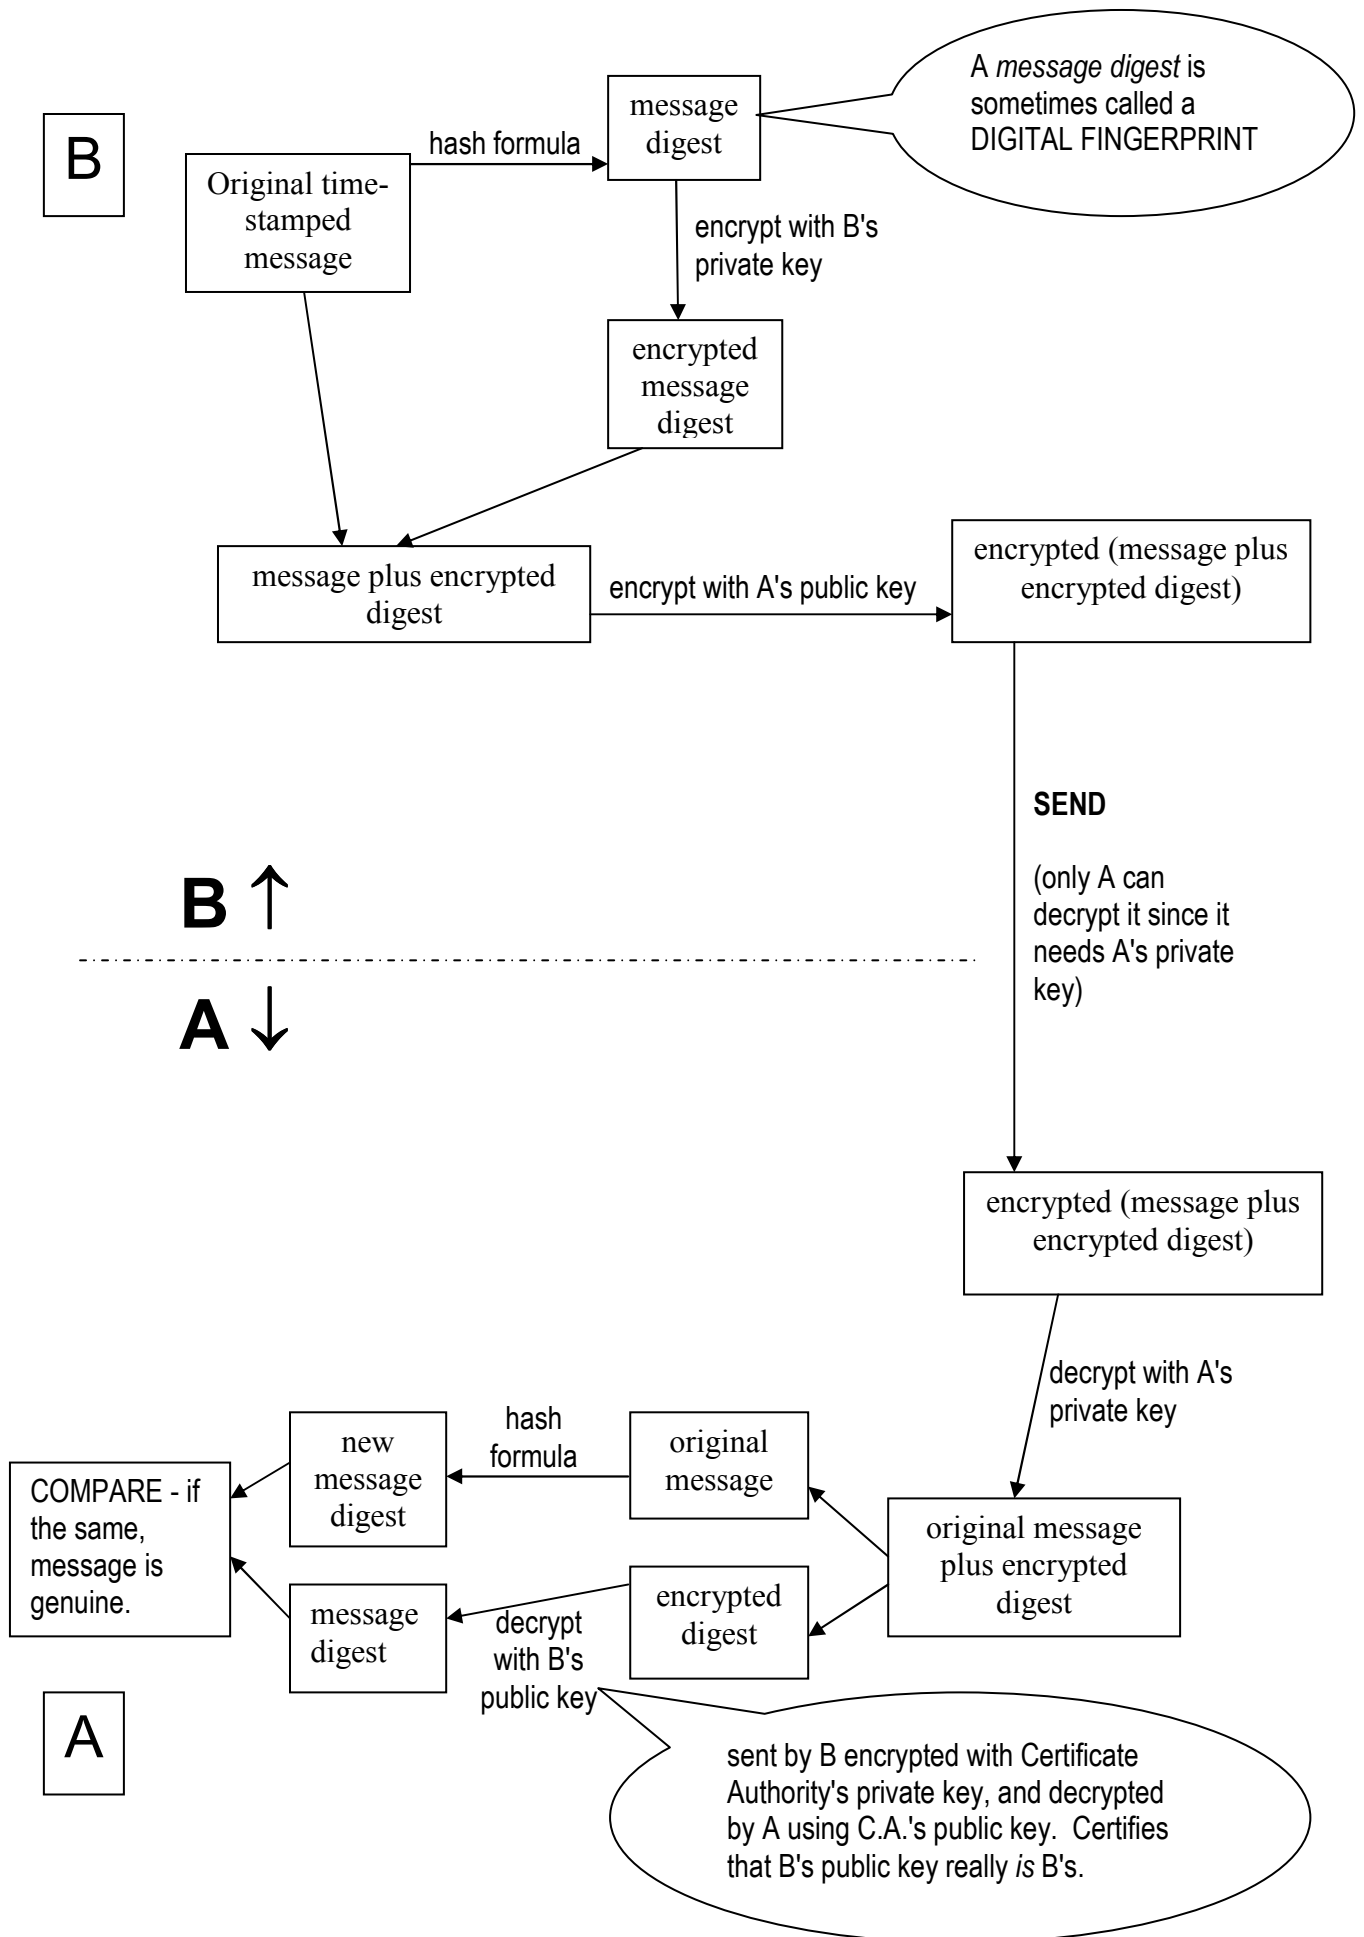 B
Original time-
stamped
message
hash formula
message
digest
A message digest is
sometimes called a
DIGITAL FINGERPRINT
encrypt with B's
private key
encrypted
message
digest
message plus encrypted
digest
encrypt with A's public key
encrypted (message plus
encrypted digest)
SEND
(only A can
decrypt it since it
needs A's private
key)
B ↑
A ↓
encrypted (message plus
encrypted digest)
decrypt with A's
private key
original message
plus encrypted
digest
original
message
hash
formula
new
message
digest
encrypted
digest
decrypt
with B's
public key
message
digest
COMPARE - if
the same,
message is
genuine.
A
sent by B encrypted with Certificate
Authority's private key, and decrypted
by A using C.A.'s public key. Certifies
that B's public key really is B's.